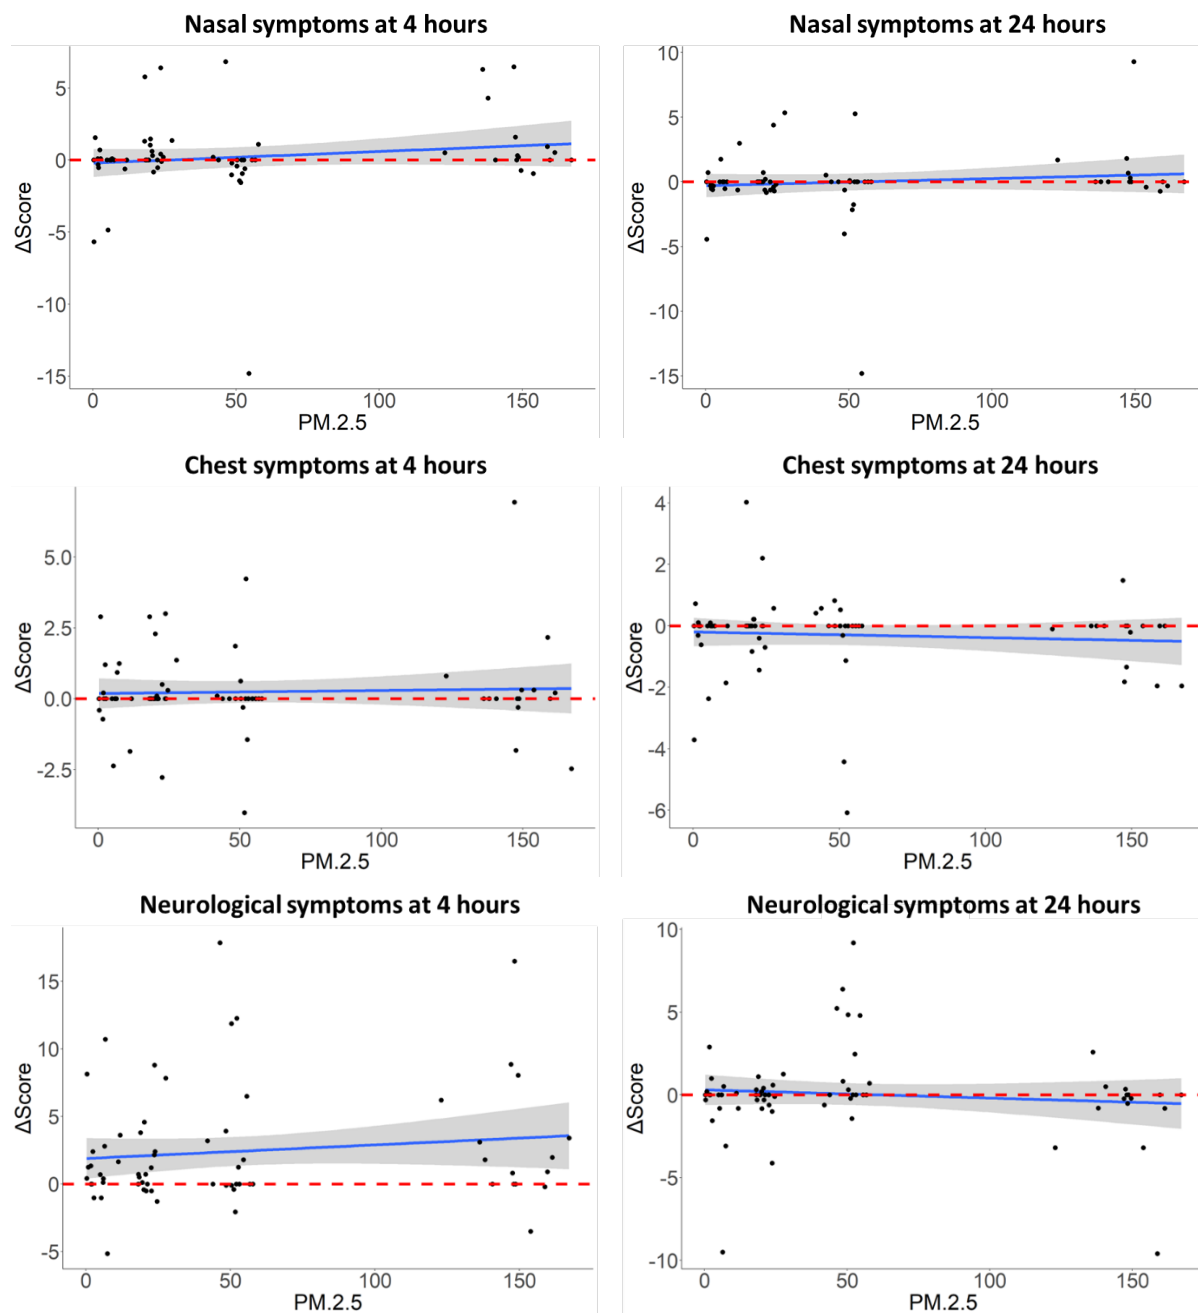 Nasal symptoms at 4 hours
5
0
-5
-10
-15
ΔScore
0 50 100 150
PM.2.5
Nasal symptoms at 24 hours
10
5
0
-5
-10
-15
ΔScore
0 50 100 150
PM.2.5
Chest symptoms at 4 hours
5.0
2.5
0.0
-2.5
ΔScore
0 50 100 150
PM.2.5
Chest symptoms at 24 hours
4
2
0
-2
-4
-6
ΔScore
0 50 100 150
PM.2.5
Neurological symptoms at 4 hours
15
10
5
0
-5
ΔScore
0 50 100 150
PM.2.5
Neurological symptoms at 24 hours
10
5
0
-5
-10
ΔScore
0 50 100 150
PM.2.5